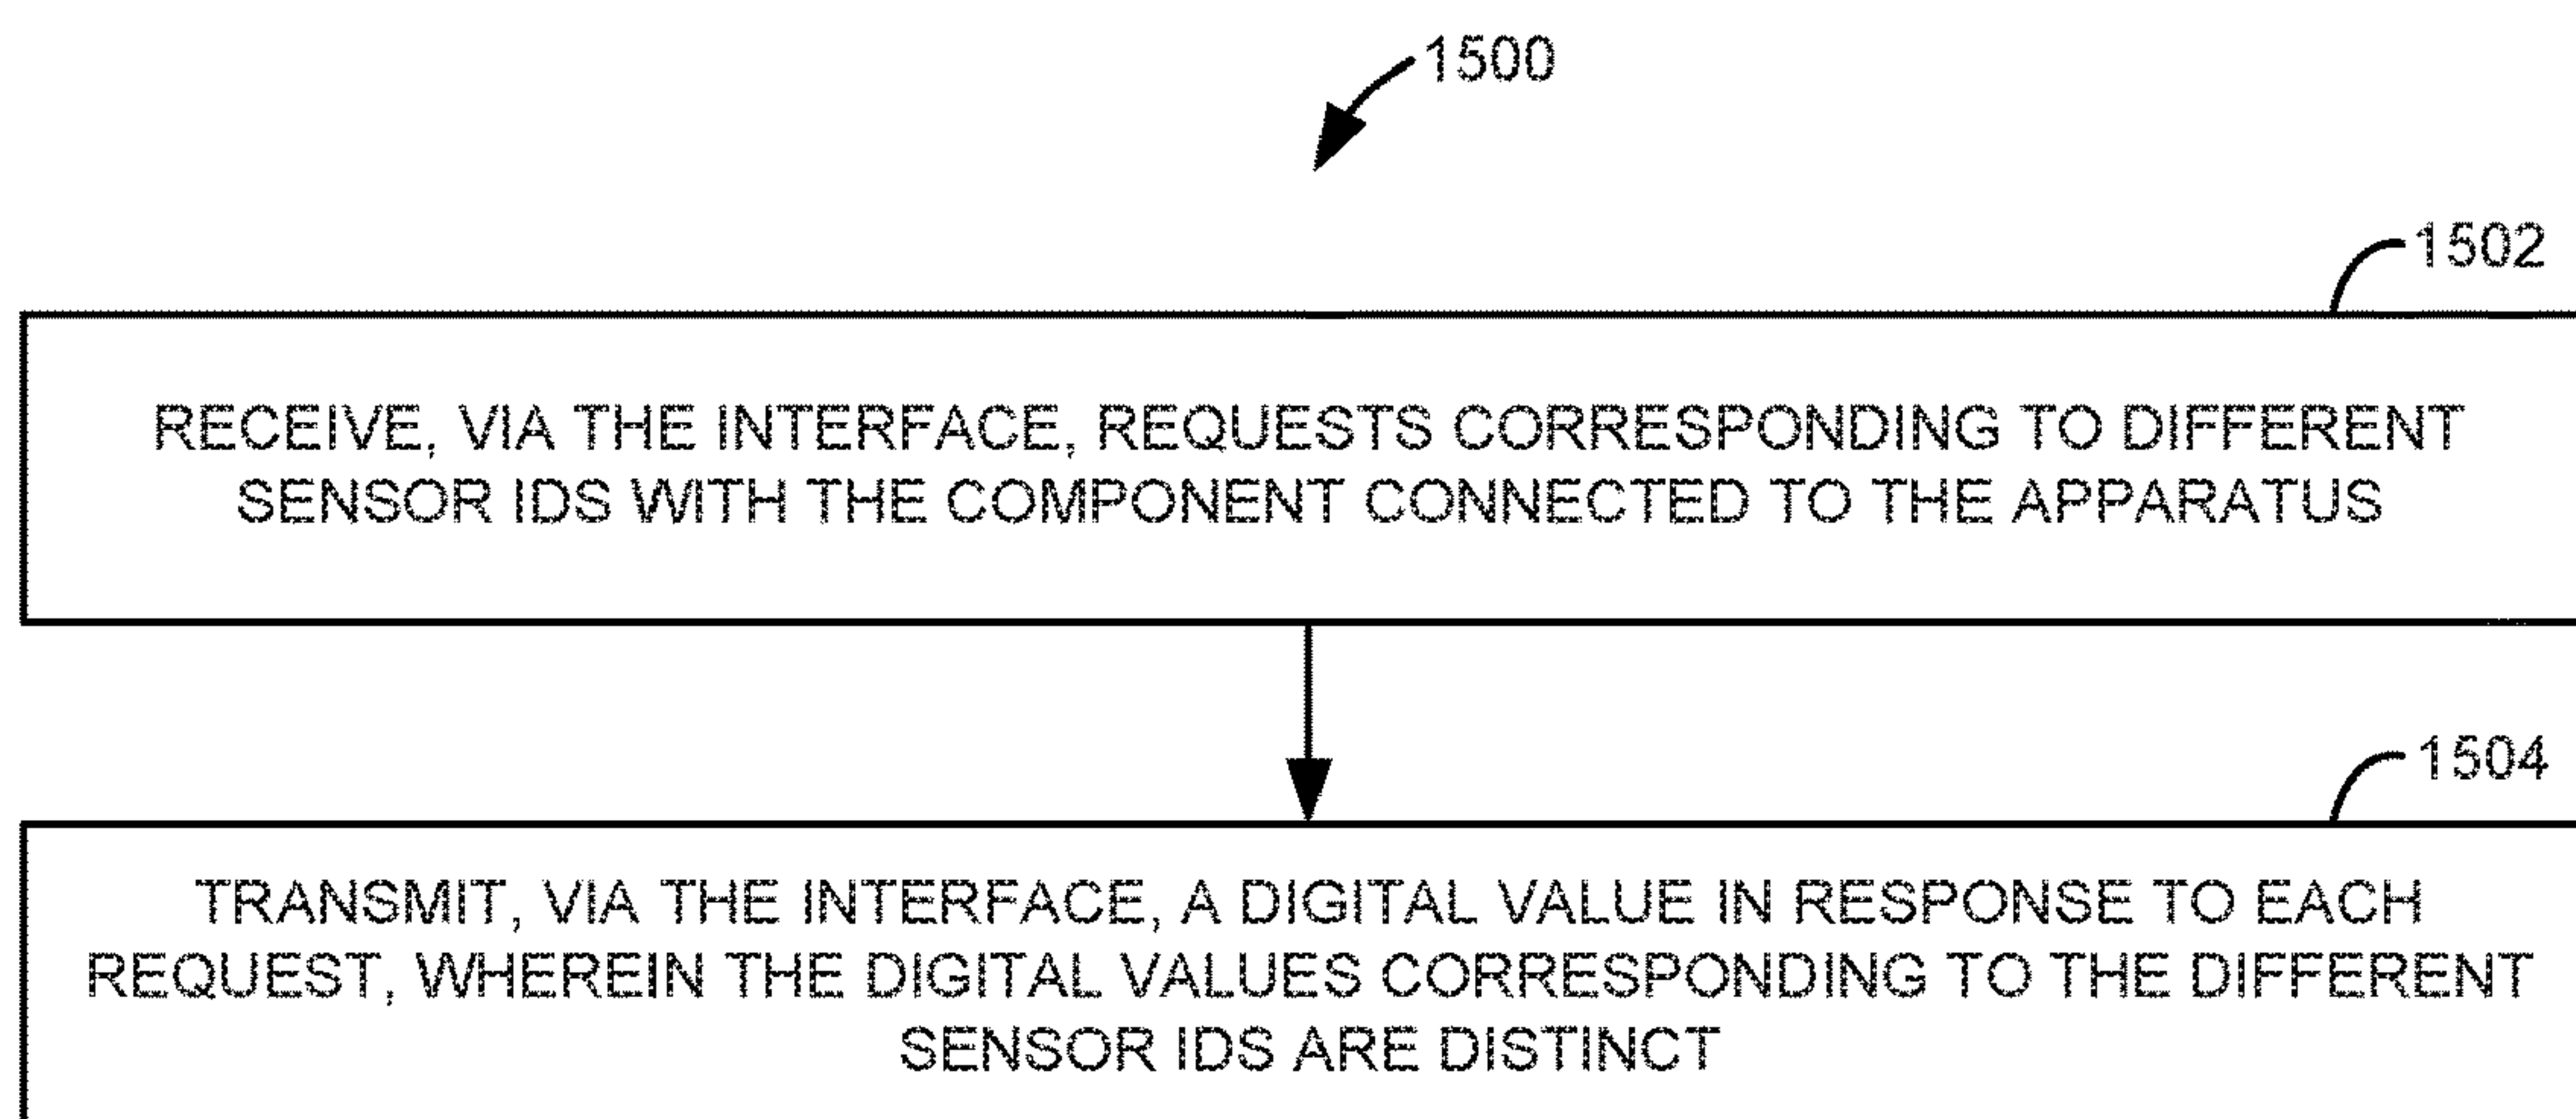 1500
1502
RECEIVE, VIA THE INTERFACE, REQUESTS CORRESPONDING TO DIFFERENT
SENSOR IDS WITH THE COMPONENT CONNECTED TO THE APPARATUS
1504
TRANSMIT, VIA THE INTERFACE, A DIGITAL VALUE IN RESPONSE TO EACH
REQUEST, WHEREIN THE DIGITAL VALUES CORRESPONDING TO THE DIFFERENT
SENSOR IDS ARE DISTINCT